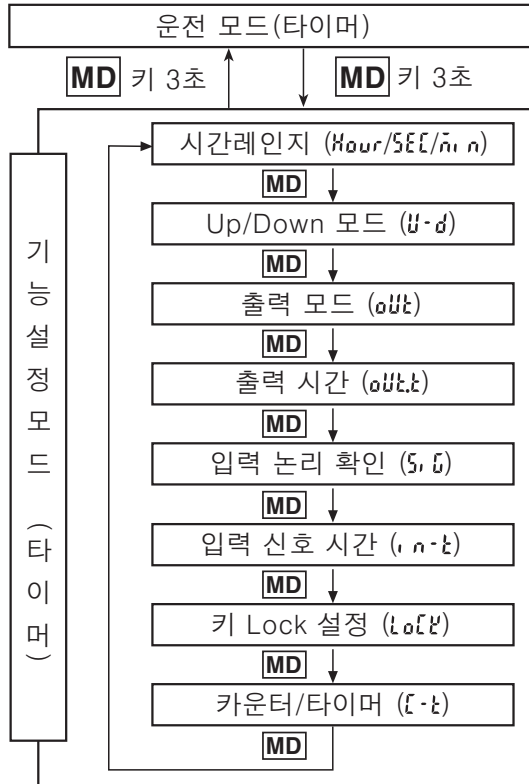 운전 모드(타이머)
MD 키 3초 MD 키 3초
시간레인지 (Hour/SEC/min)
MD
Up/Down 모드 (U-d)
MD
출력 모드 (oUt)
MD
출력 시간 (oUt.t)
MD
입력 논리 확인 (SiG)
MD
입력 신호 시간 (in-t)
MD
키 Lock 설정 (LoCK)
MD
카운터/타이머 (C-t)
MD
기능설정모드 (타이머)